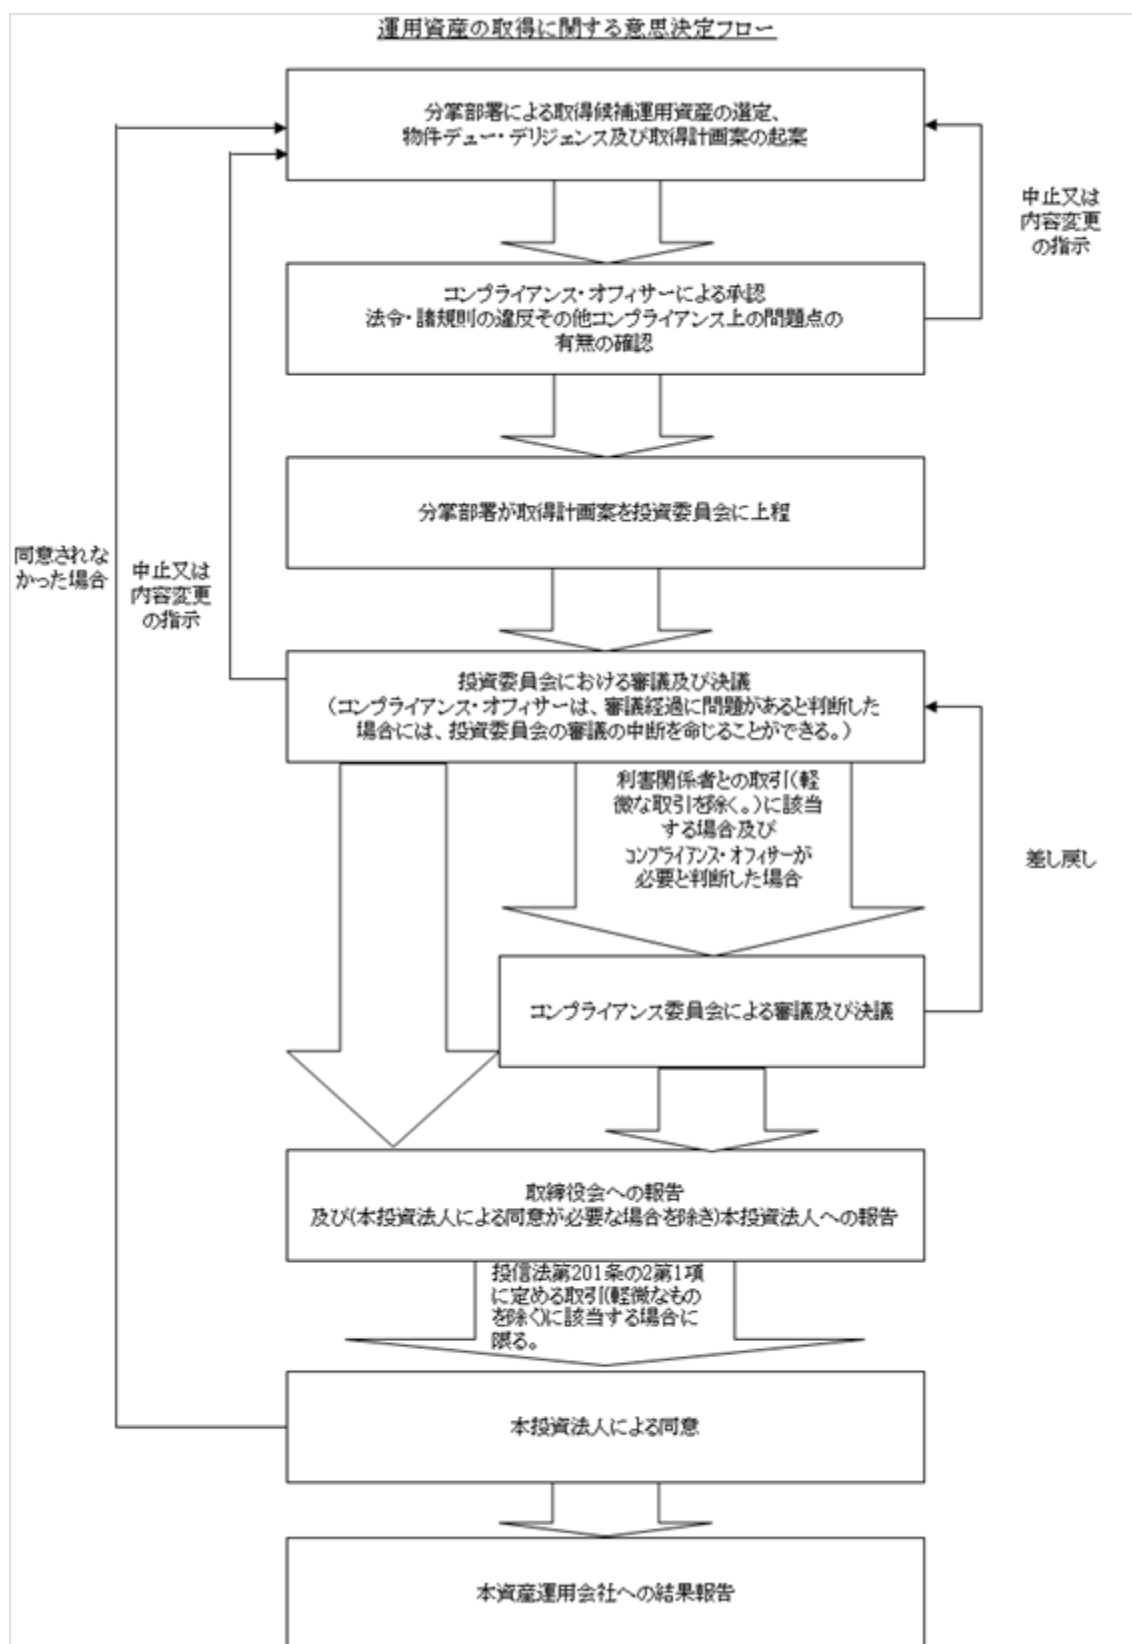 運用資産の取得に関する意思決定フロー
分掌部署による取得候補運用資産の選定、
物件デュー・デリジェンス及び取得計画案の起案
中止又は
内容変更
の指示
コンプライアンス・オフィサーによる承認
法令・諸規則の違反その他コンプライアンス上の問題点の
有無の確認
分掌部署が取得計画案を投資委員会に上程
同意されな
かった場合
中止又は
内容変更
の指示
投資委員会における審議及び決議
(コンプライアンス・オフィサーは、審議経過に問題があると判断した
場合には、投資委員会の審議の中断を命じることができる。)
利害関係者との取引(軽
微な取引を除く。)に該当
する場合及び
コンプライアンス・オフィサーが
必要と判断した場合
差し戻し
コンプライアンス委員会による審議及び決議
取締役会への報告
及び(本投資法人による同意が必要な場合を除き)本投資法人への報告
投信法第201条の2第1項
に定める取引(軽微なもの
を除く)に該当する場合に
限る。
本投資法人による同意
本資産運用会社への結果報告